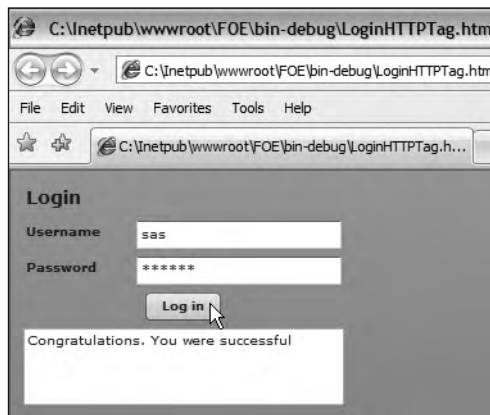 C:\Inetpub\wwwroot\FOE\bin-debug\LoginHTTPTag.htm
C:\Inetpub\wwwroot\FOE\bin-debug\LoginHTTPTag.htm
File Edit View Favorites Tools Help
C:\Inetpub\wwwroot\FOE\bin-debug\LoginHTTPTag.h...
Login
Username sas
Password ******
Log in
Congratulations. You were successful